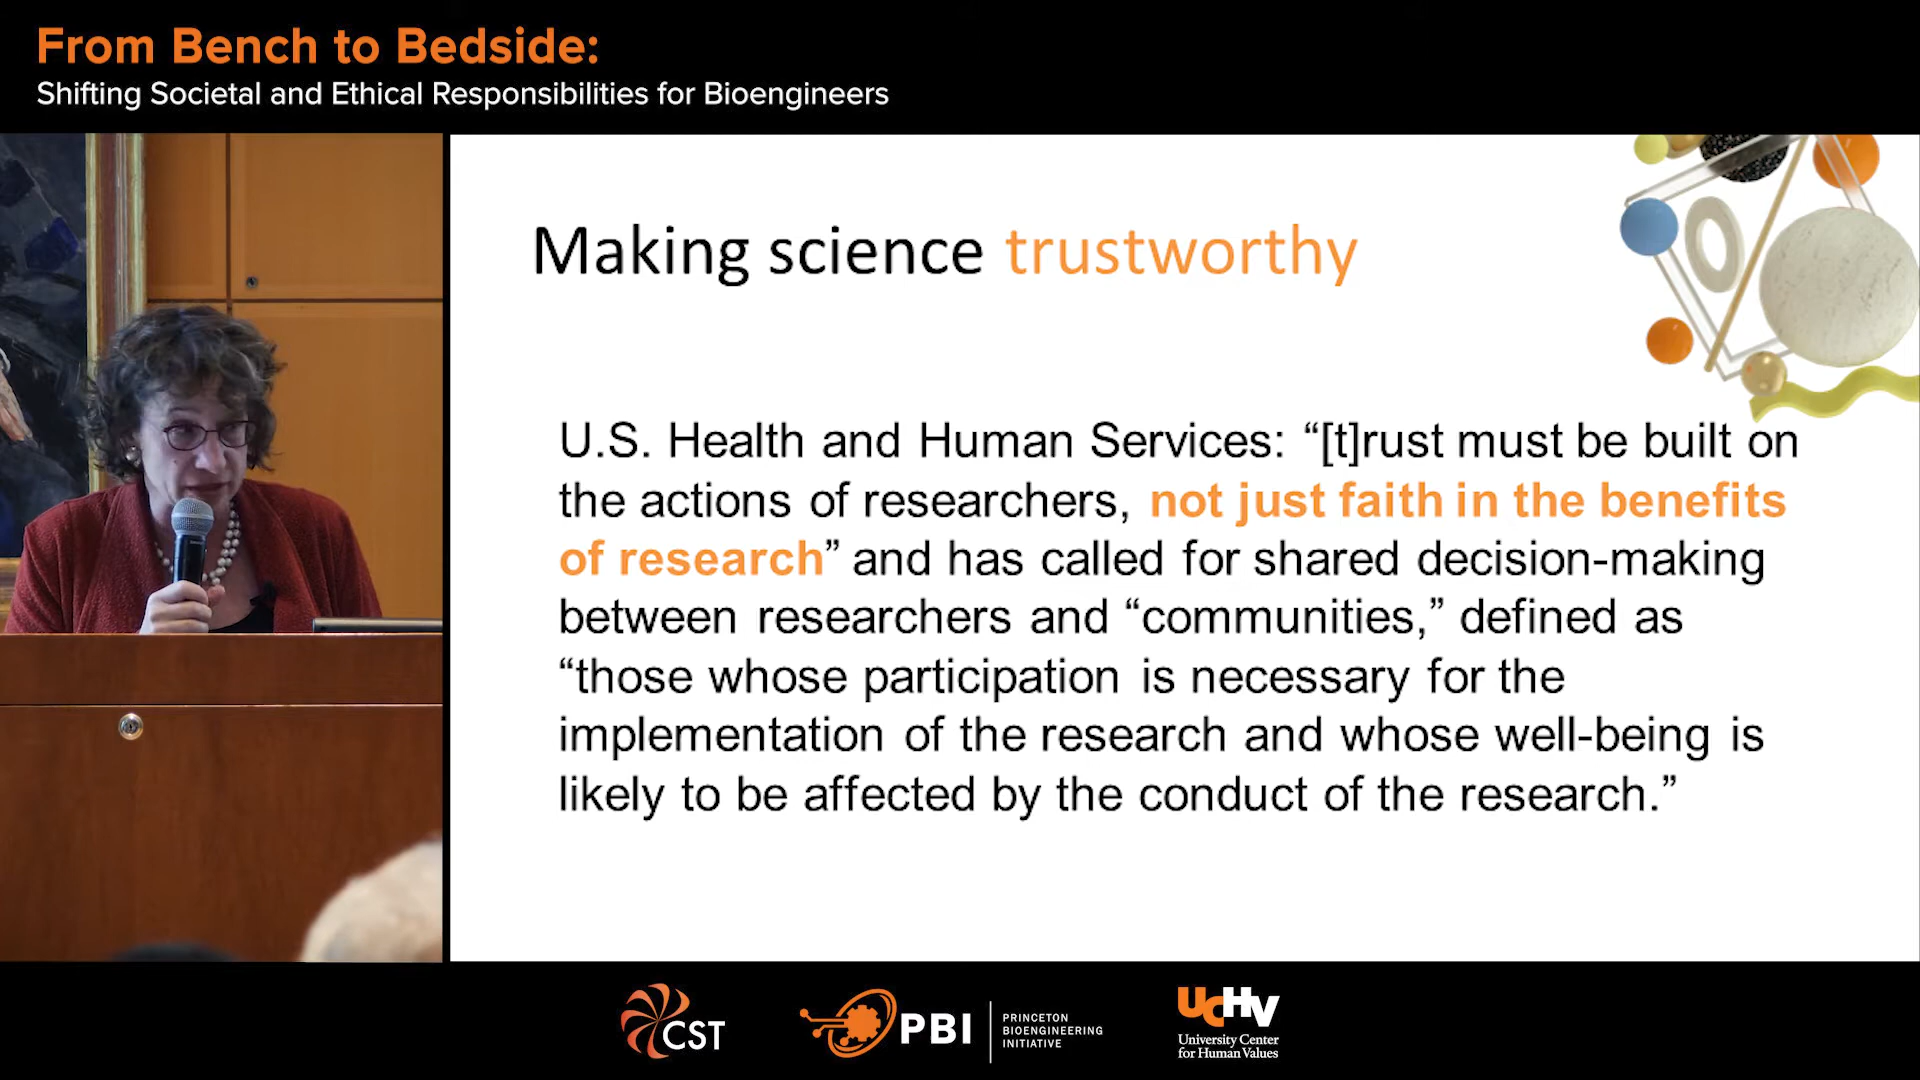 From Bench to Bedside:
Shifting Societal and Ethical Responsibilities for Bioengineers
Making science trustworthy
U.S. Health and Human Services: “[t]rust must be built on
the actions of researchers, not just faith in the benefits
of research” and has called for shared decision-making
between researchers and “communities,” defined as
“those whose participation is necessary for the
implementation of the research and whose well-being is
likely to be affected by the conduct of the research.”
CST
PBI
PRINCETON
BIOENGINEERING
INITIATIVE
UCHV
University Center
for Human Values